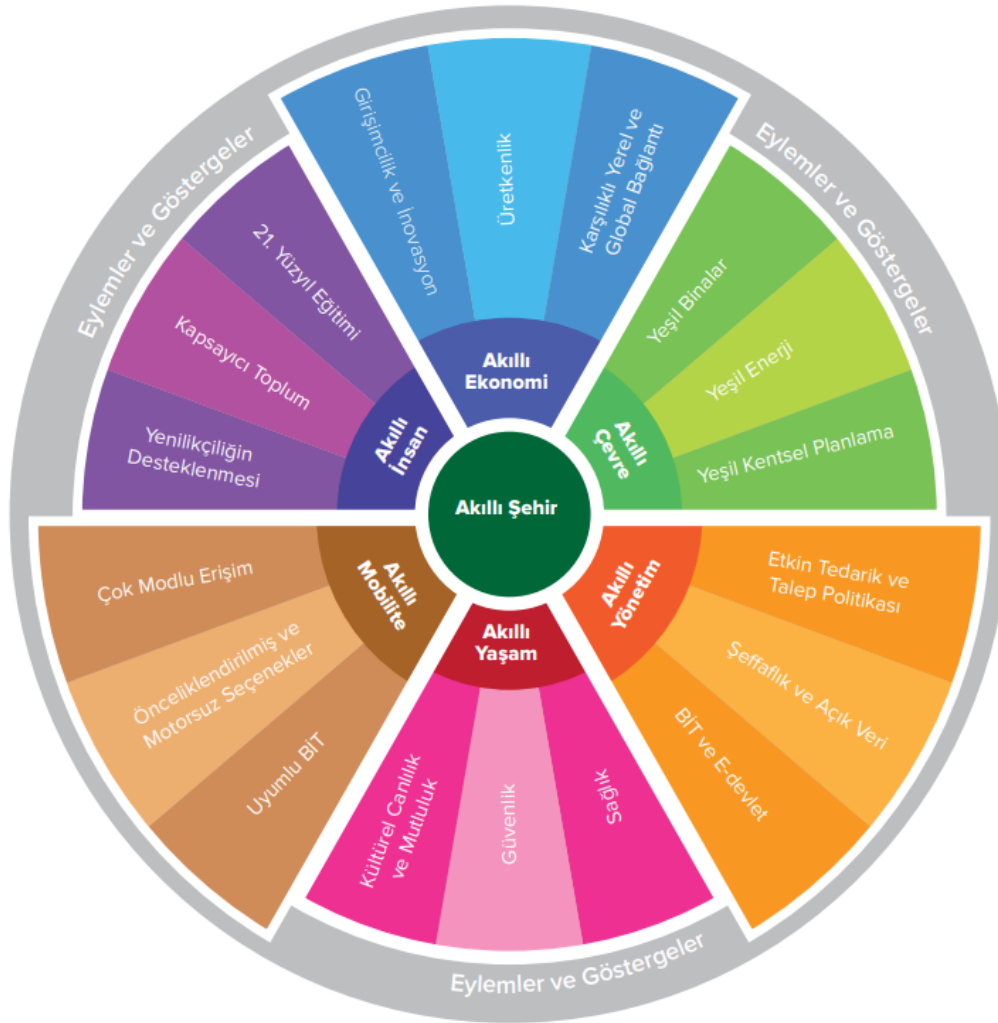 Eylemler ve Göstergeler
Eylemler ve Göstergeler
Girişimcilik ve İnovasyon
Üretkenlik
Karşılıklı Yerel ve
Global Bağlantı
Akıllı
Ekonomi
Yeşil Binalar
Yeşil Enerji
Yeşil Kentsel Planlama
Akıllı
Çevre
Etkin Tedarik ve
Talep Politikası
Şeffaflık ve Açık Veri
BİT ve E-devlet
Akıllı
Yönetim
Sağlık
Güvenlik
Kültürel Canlılık
ve Mutluluk
Akıllı
Yaşam
Uyumlu BİT
Önceliklendirilmiş ve
Motorsuz Seçenekler
Çok Modlu Erişim
Akıllı
Mobilite
Yenilikçiliğin
Desteklenmesi
Kapsayıcı Toplum
21. Yüzyıl Eğitimi
Akıllı
İnsan
Akıllı Şehir
Eylemler ve Göstergeler